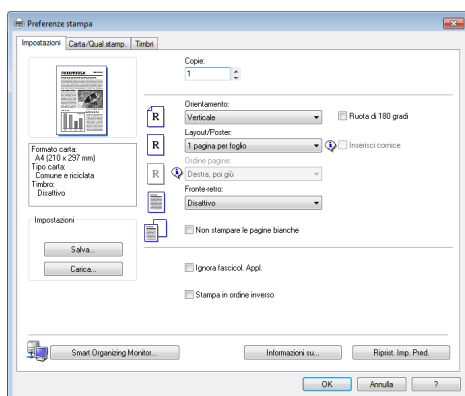 Preferenze stampa
Impostazioni Carta/Qual.stamp. Timbri
Copie:
1
Orientamento:
R Verticale Ruota di 180 gradi
Layout/Poster:
R 1 pagina per foglio Inserisci cornice
Ordine pagine:
R Destra, poi giù
Fronte-retro:
Disattivo
Non stampare le pagine bianche
Ignora fascicol. Appl.
Stampa in ordine inverso
Formato carta:
A4 (210 x 297 mm)
Tipo carta:
Comune e riciclata
Timbro:
Disattivo
Impostazioni
Salva...
Carica...
Smart Organizing Monitor... Informazioni su... Riprist. Imp. Pred.
OK Annulla ?